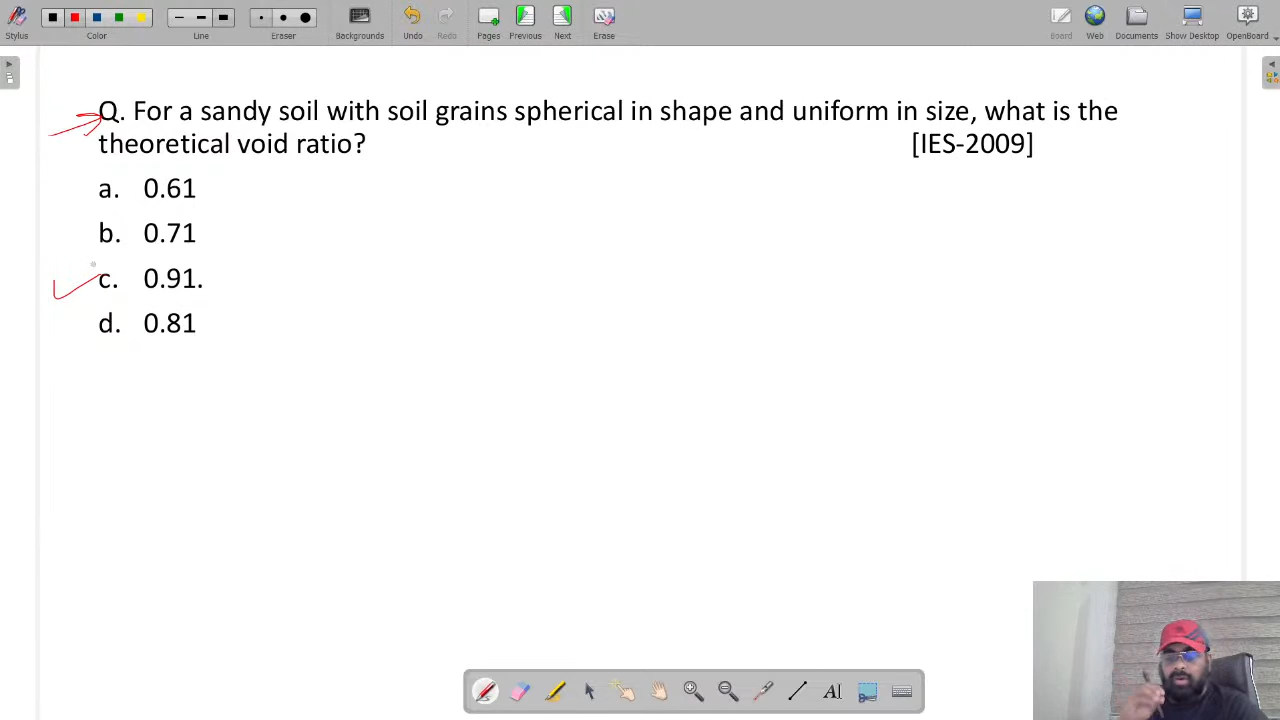 Stylus
Color
Line
Eraser
Backgrounds
Undo
Redo
Pages
Previous
Next
Erase
Board
Web
Documents
Show Desktop
OpenBoard
Q. For a sandy soil with soil grains spherical in shape and uniform in size, what is the
theoretical void ratio? [IES-2009]
a. 0.61
b. 0.71
c. 0.91.
d. 0.81